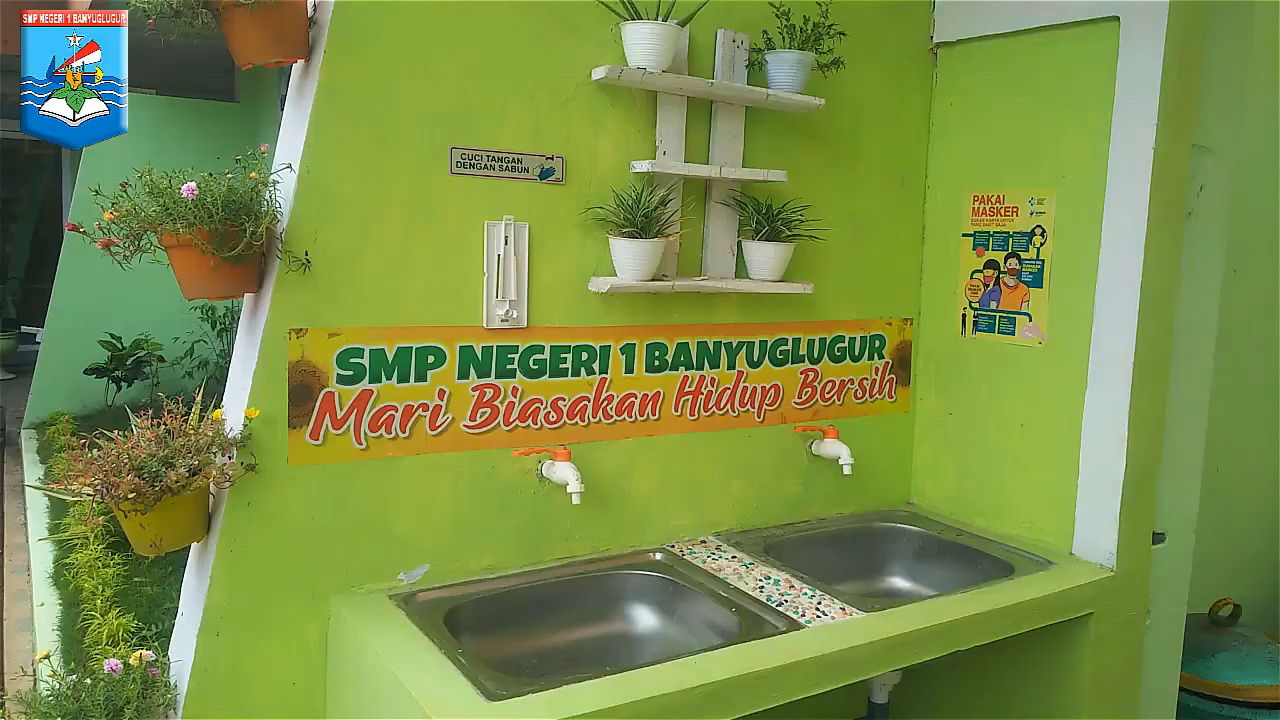 SMP NEGERI 1 BANYUGLUGUR
CUCI TANGAN
DENGAN SABUN
PAKAI
MASKER
SMP NEGERI 1 BANYUGLUGUR
Mari Biasakan Hidup Bersih